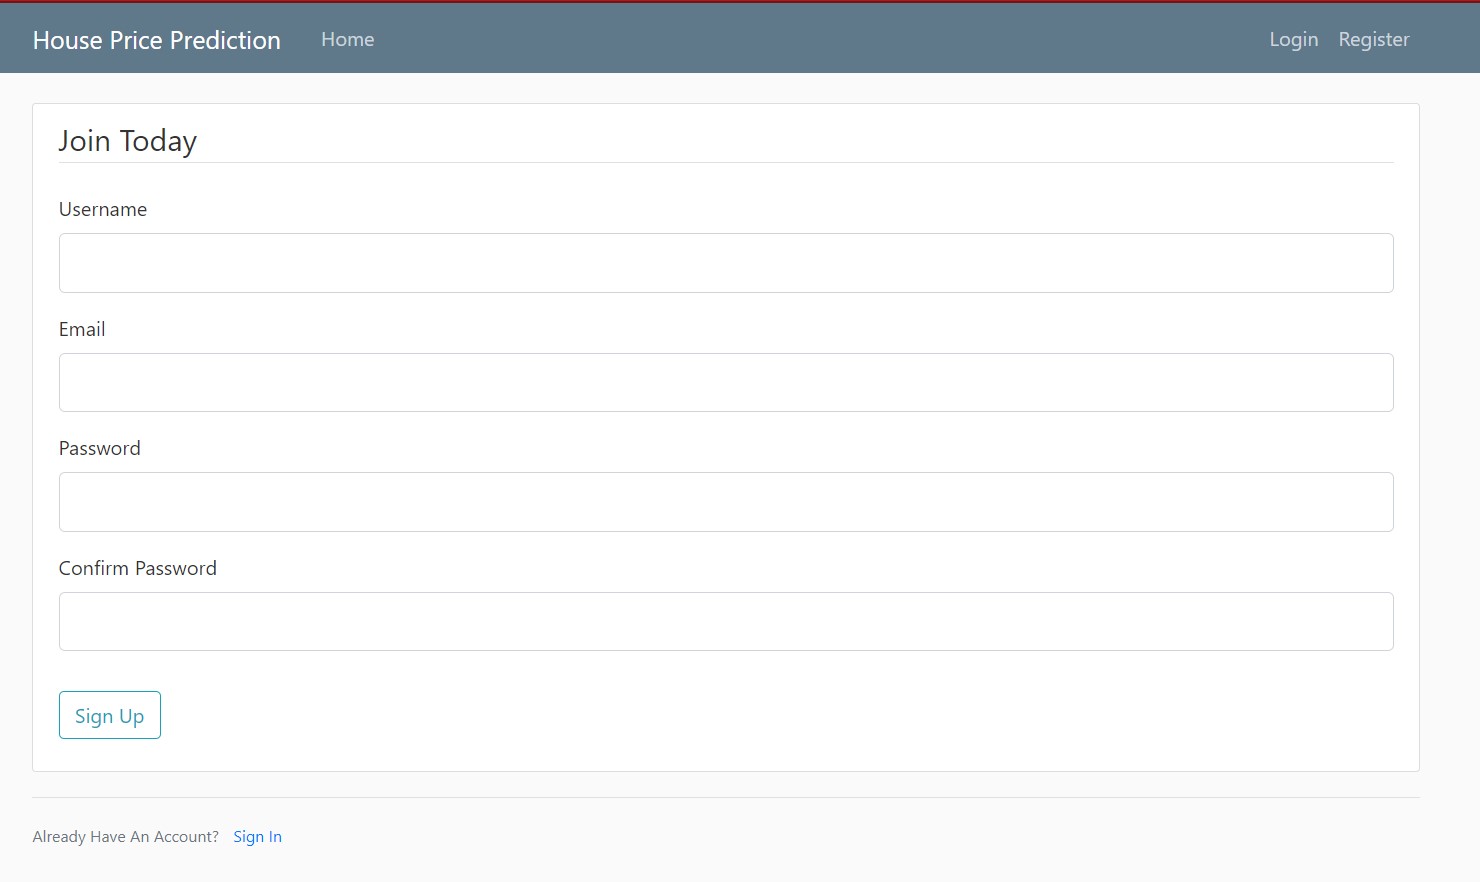 House Price Prediction Home Login Register
Join Today
Username
Email
Password
Confirm Password
Sign Up
Already Have An Account? Sign In